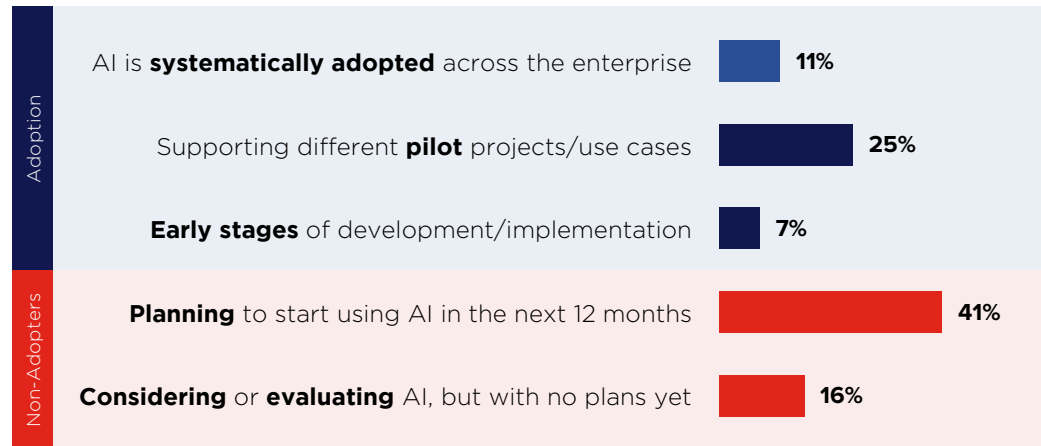 Adoption
AI is systematically adopted across the enterprise 11%
Supporting different pilot projects/use cases 25%
Early stages of development/implementation 7%
Non-Adopters
Planning to start using AI in the next 12 months 41%
Considering or evaluating AI, but with no plans yet 16%